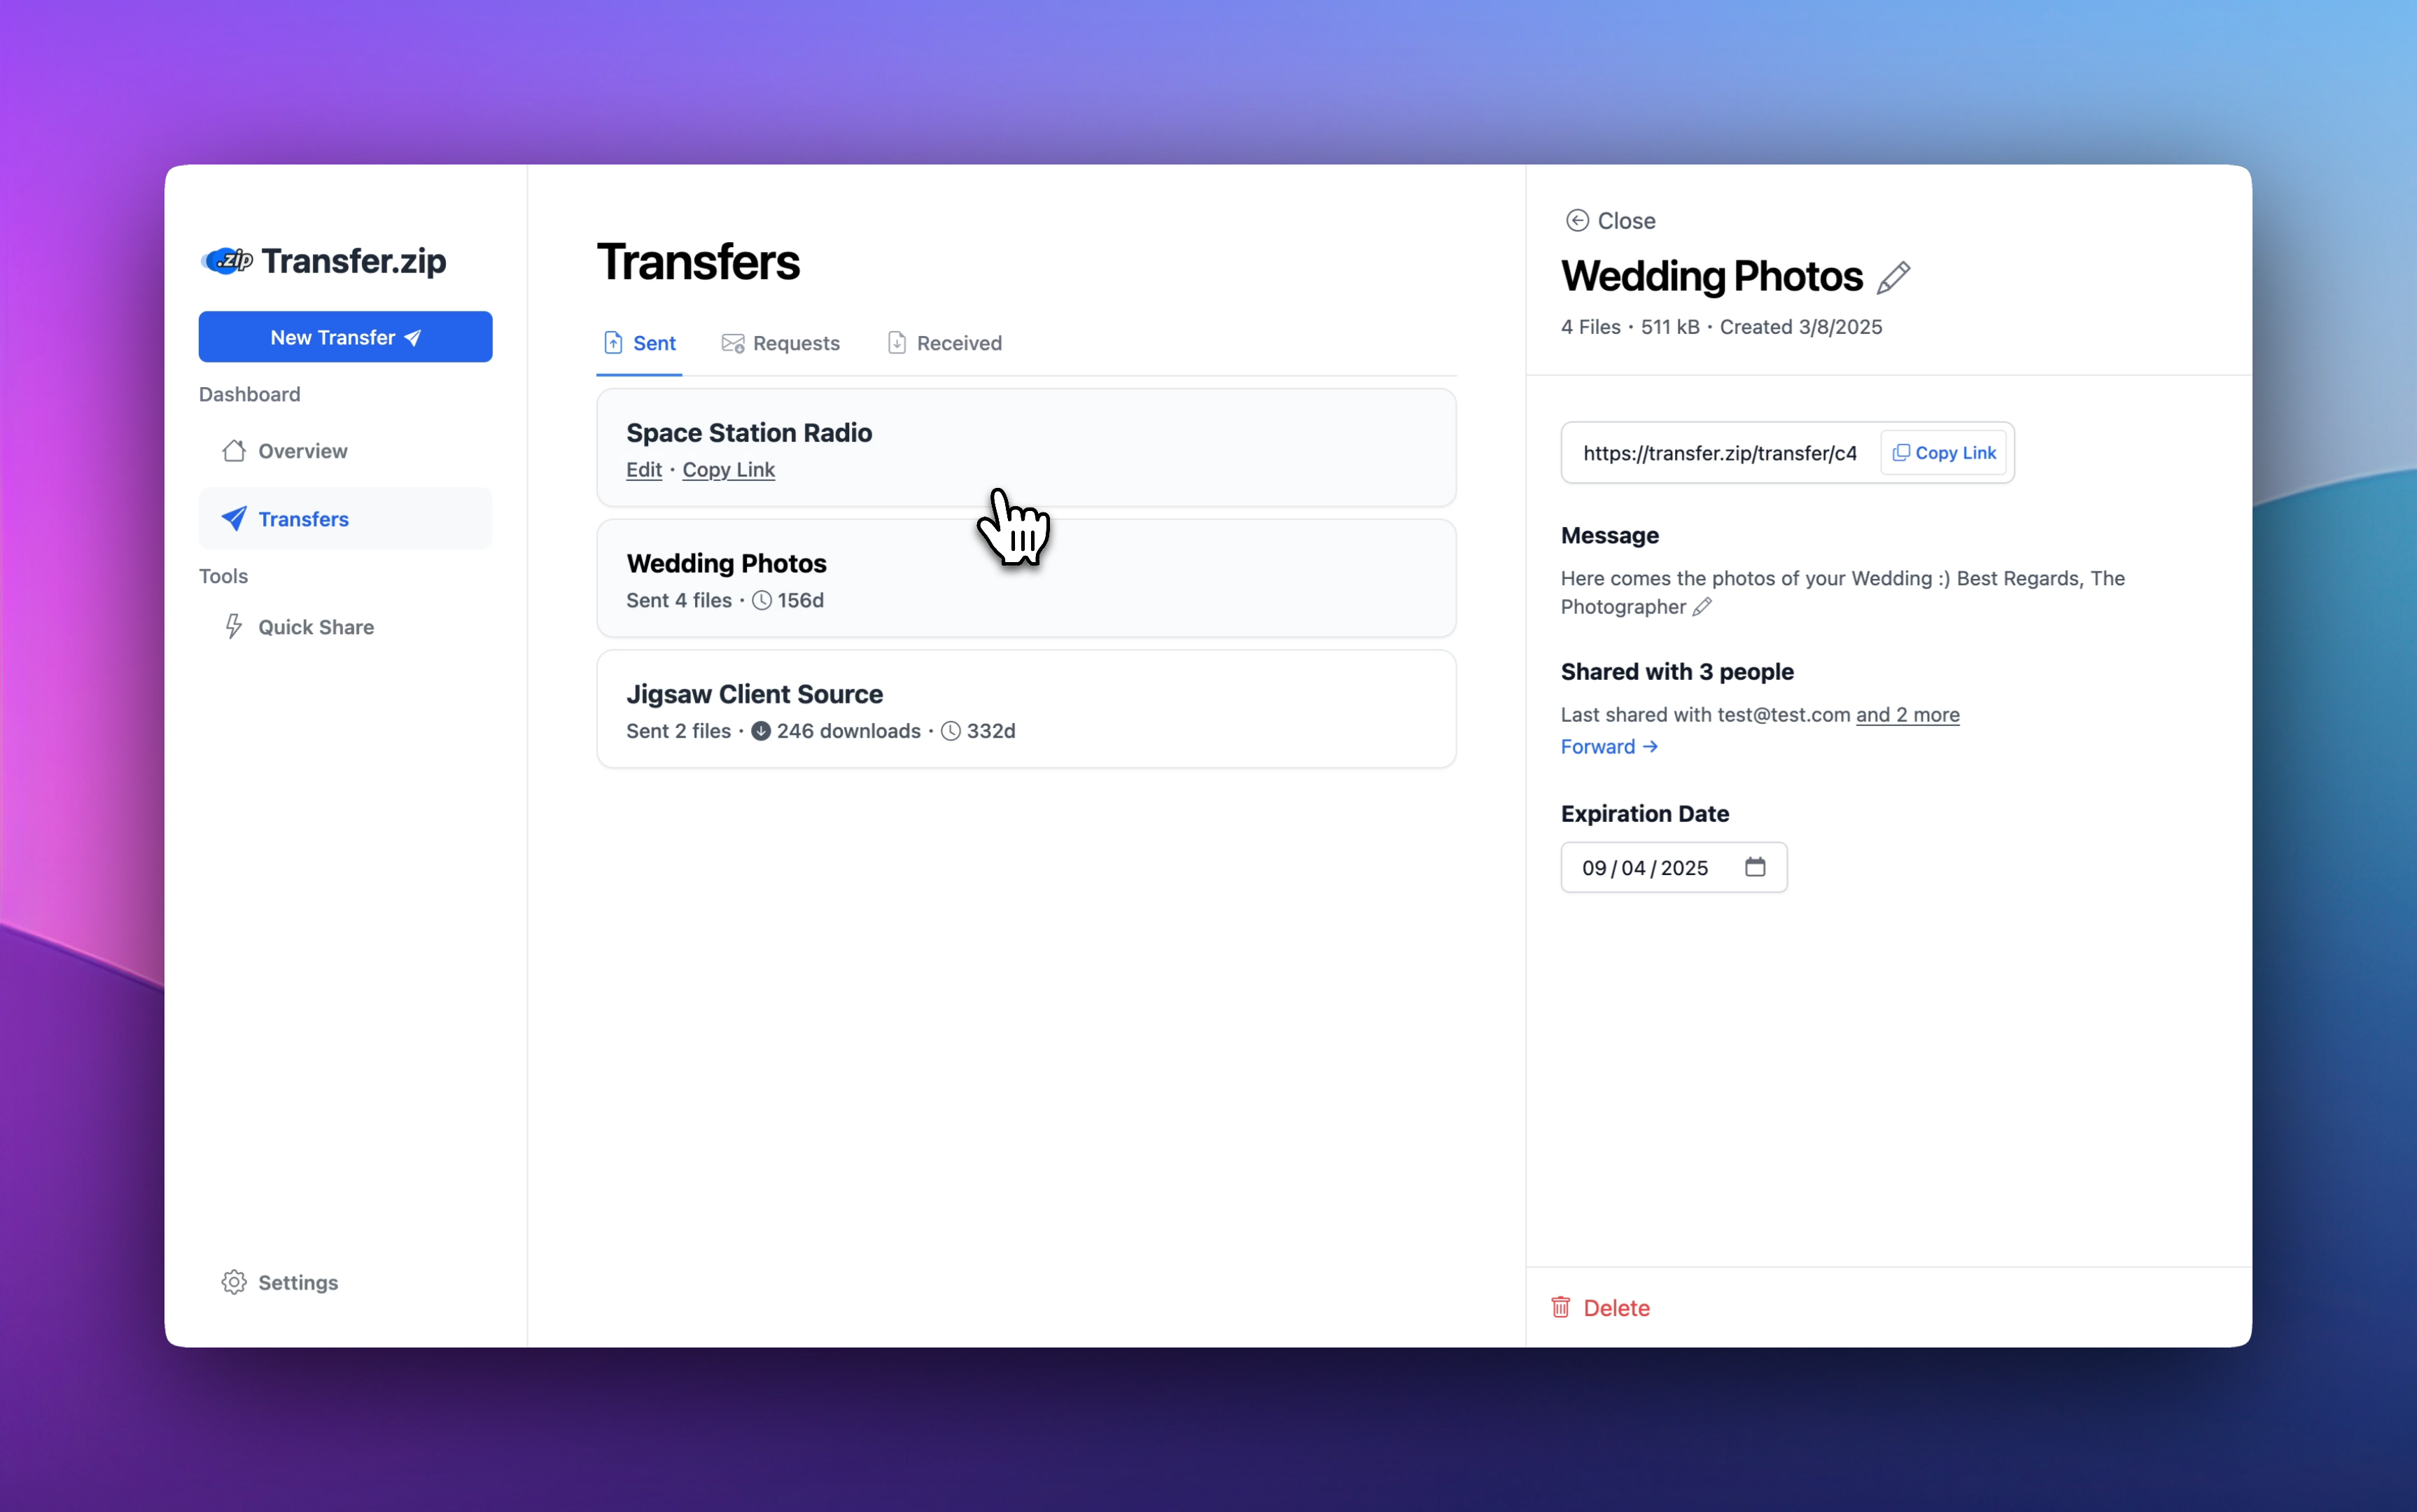 .zip Transfer.zip
New Transfer
Dashboard
Overview
Transfers
Tools
Quick Share
Settings
Transfers
Sent
Requests
Received
Space Station Radio
Edit · Copy Link
Wedding Photos
Sent 4 files · 156d
Jigsaw Client Source
Sent 2 files · 246 downloads · 332d
Close
Wedding Photos
4 Files · 511 kB · Created 3/8/2025
https://transfer.zip/transfer/c4
Copy Link
Message
Here comes the photos of your Wedding :) Best Regards, The
Photographer
Shared with 3 people
Last shared with test@test.com and 2 more
Forward →
Expiration Date
09/04/2025
Delete